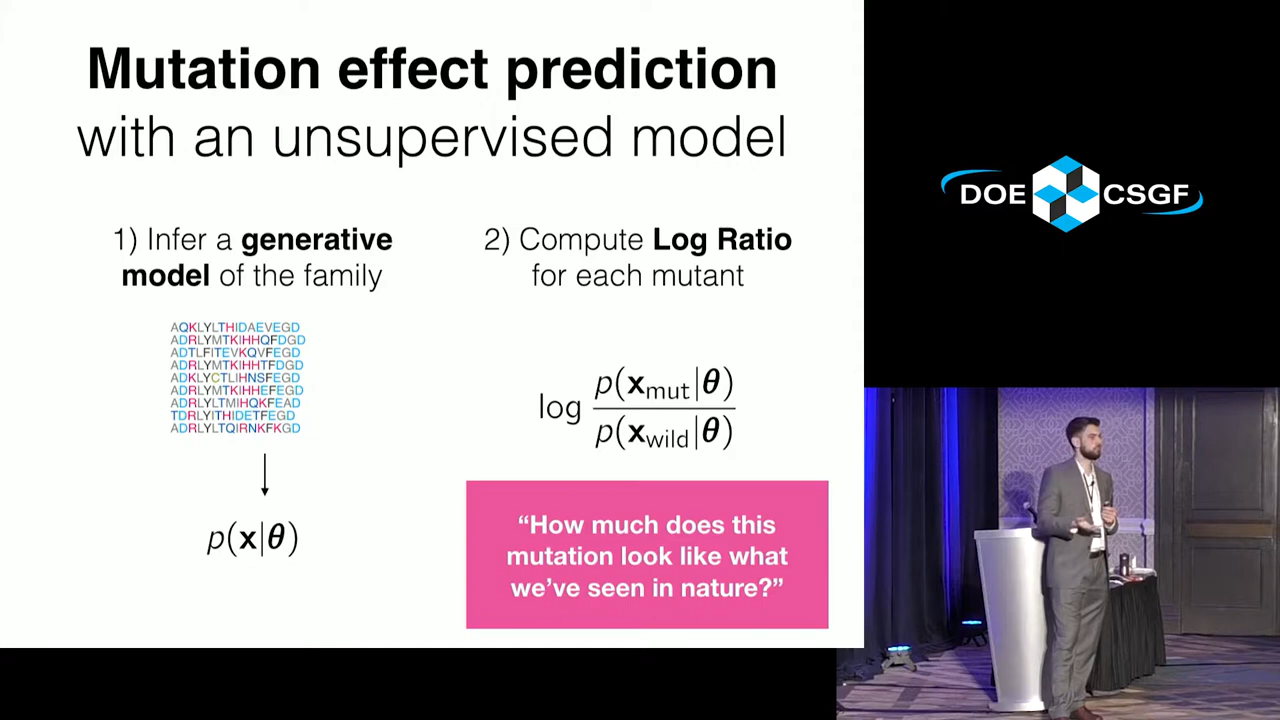 Mutation effect prediction
with an unsupervised model
1) Infer a generative
model of the family
AQKLYLTHIDAEVEGD
ADRLYMTKIHHQFDGD
ADTLFITEVKQVFEGD
ADRLYMTKIHHTFDGD
ADKLYCTLIHNSFEGD
ADRLYMTKIHHEFEGD
ADRLYLTMIHQKFEAD
TDRLYITHIDETFEGD
ADRLYLTQIRNKFKGD
p(x|θ)
2) Compute Log Ratio
for each mutant
log p(x_mut|θ)
p(x_wild|θ)
“How much does this
mutation look like what
we’ve seen in nature?”
DOE CSGF